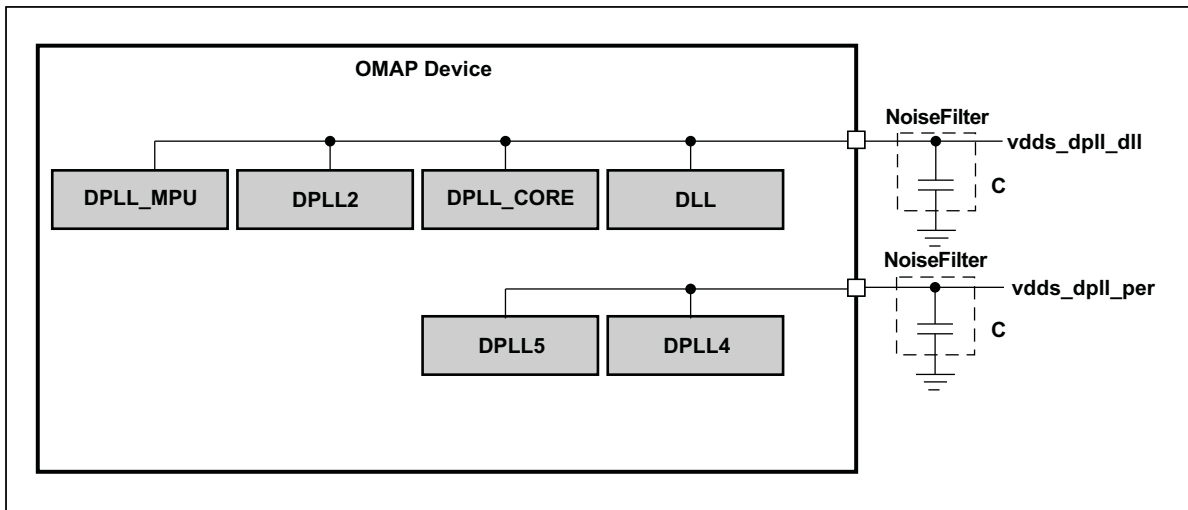 OMAP Device
NoiseFilter
vdds_dpll_dll
C
DPLL_MPU
DPLL2
DPLL_CORE
DLL
NoiseFilter
vdds_dpll_per
C
DPLL5
DPLL4